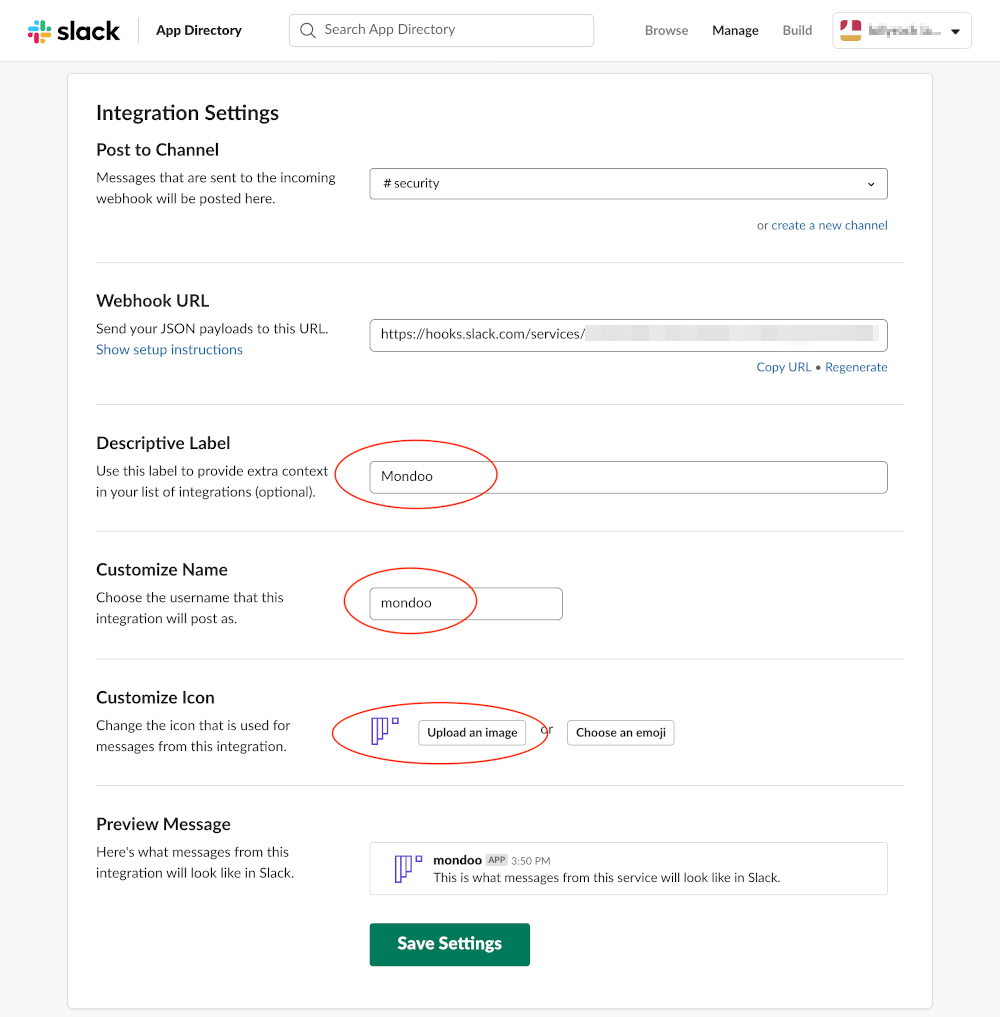 slack App Directory Search App Directory Browse Manage Build
Integration Settings
Post to Channel
Messages that are sent to the incoming
webhook will be posted here.
# security
or create a new channel
Webhook URL
Send your JSON payloads to this URL.
Show setup instructions
https://hooks.slack.com/services/
Copy URL • Regenerate
Descriptive Label
Use this label to provide extra context
in your list of integrations (optional).
Mondoo
Customize Name
Choose the username that this
integration will post as.
mondoo
Customize Icon
Change the icon that is used for
messages from this integration.
Upload an image or Choose an emoji
Preview Message
Here's what messages from this
integration will look like in Slack.
mondoo APP 3:50 PM
This is what messages from this service will look like in Slack.
Save Settings